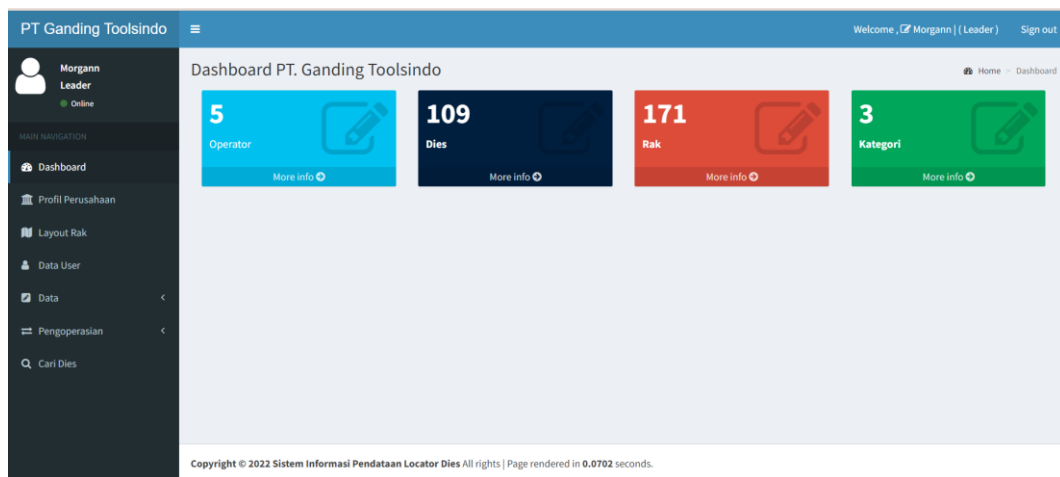 PT Ganding Toolsindo
Welcome , Morgann | ( Leader ) Sign out
Morgann
Leader
Online
MAIN NAVIGATION
Dashboard
Profil Perusahaan
Layout Rak
Data User
Data
Pengoperasian
Cari Dies
Dashboard PT. Ganding Toolsindo
Home > Dashboard
5
Operator
More info
109
Dies
More info
171
Rak
More info
3
Kategori
More info
Copyright © 2022 Sistem Informasi Pendataan Locator Dies All rights | Page rendered in 0.0702 seconds.